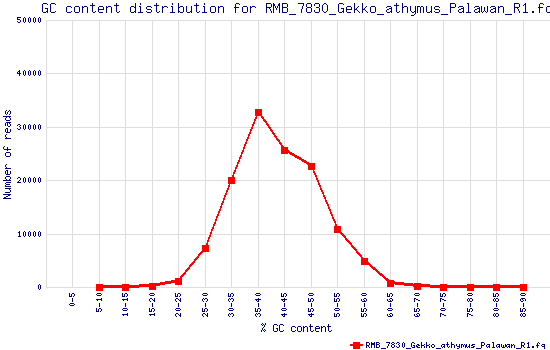 GC content distribution for RMB_7830_Gekko_athymus_Palawan_R1.fq
50000
40000
30000
20000
10000
0
Number of reads
0-5 5-10 10-15 15-20 20-25 25-30 30-35 35-40 40-45 45-50 50-55 55-60 60-65 65-70 70-75 75-80 80-85 85-90
% GC content
RMB_7830_Gekko_athymus_Palawan_R1.fq